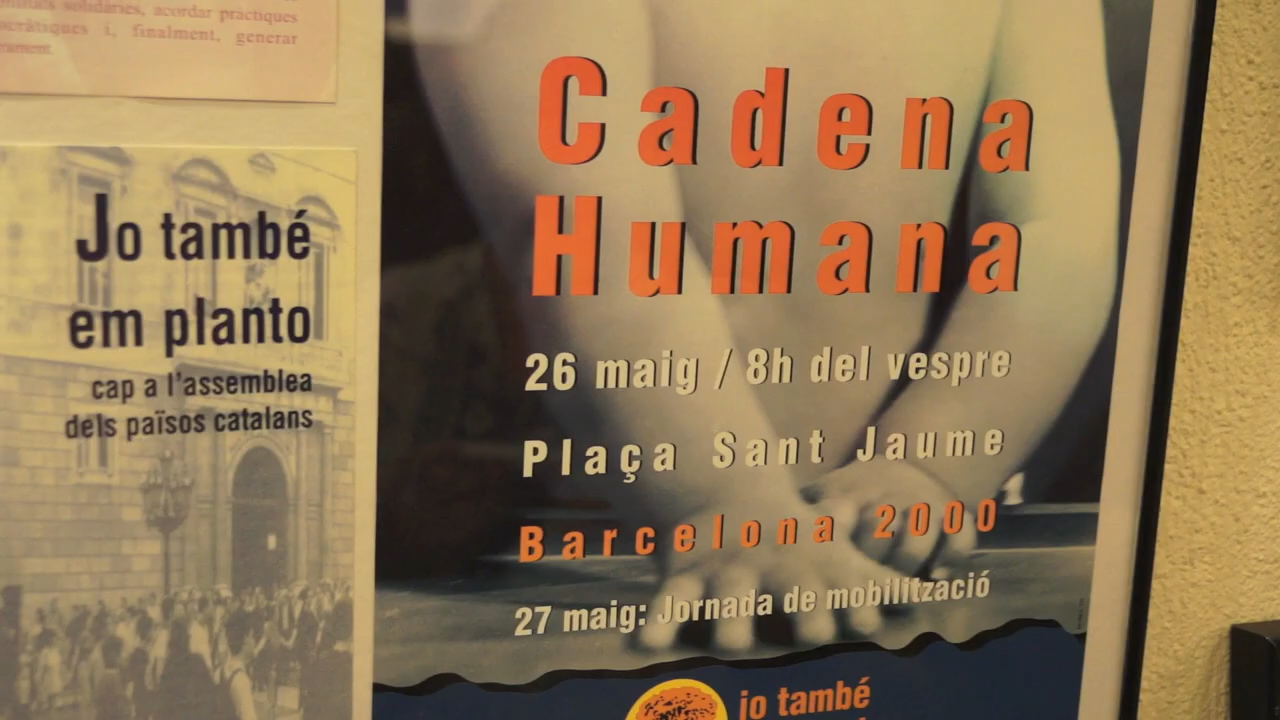 solidàries, acordar pràctiques
i, finalment, generar
Jo també
em planto
cap a l'assemblea
dels països catalans
Cadena
Humana
26 maig / 8h del vespre
Plaça Sant Jaume
Barcelona 2000
27 maig: Jornada de mobilització
jo també